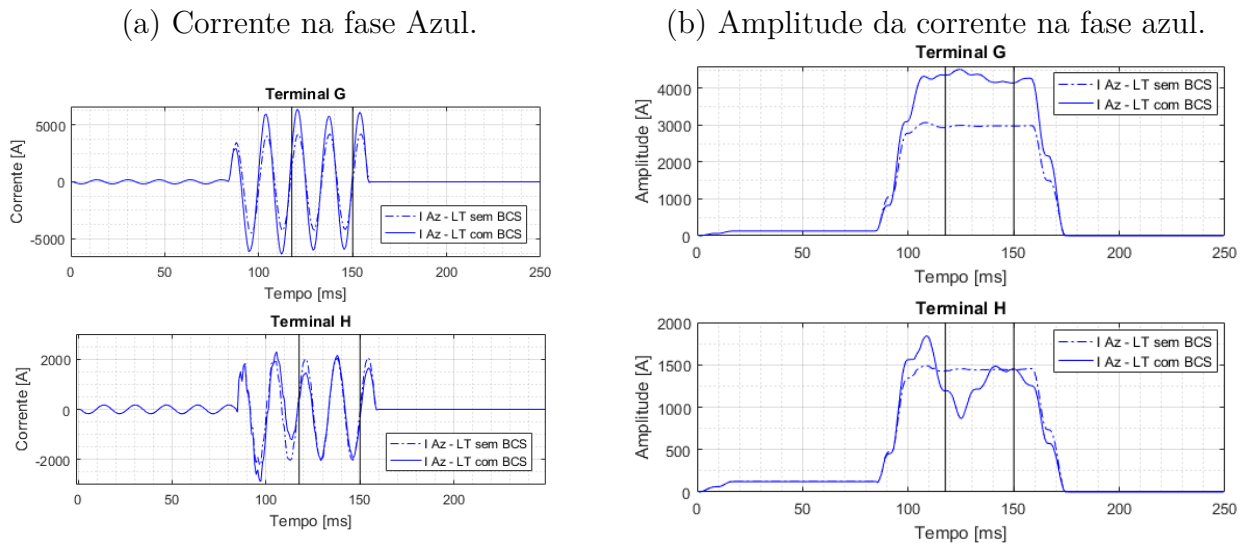 (a) Corrente na fase Azul.
Terminal G
Corrente [A]
5000
0
-5000
0 50 100 150 200 250
Tempo [ms]
I Az - LT sem BCS
I Az - LT com BCS
Terminal H
Corrente [A]
2000
0
-2000
0 50 100 150 200
Tempo [ms]
I Az - LT sem BCS
I Az - LT com BCS
(b) Amplitude da corrente na fase azul.
Terminal G
Amplitude [A]
4000
3000
2000
1000
0
0 50 100 150 200 250
Tempo [ms]
I Az - LT sem BCS
I Az - LT com BCS
Terminal H
Amplitude [A]
2000
1500
1000
500
0
0 50 100 150 200 250
Tempo [ms]
I Az - LT sem BCS
I Az - LT com BCS